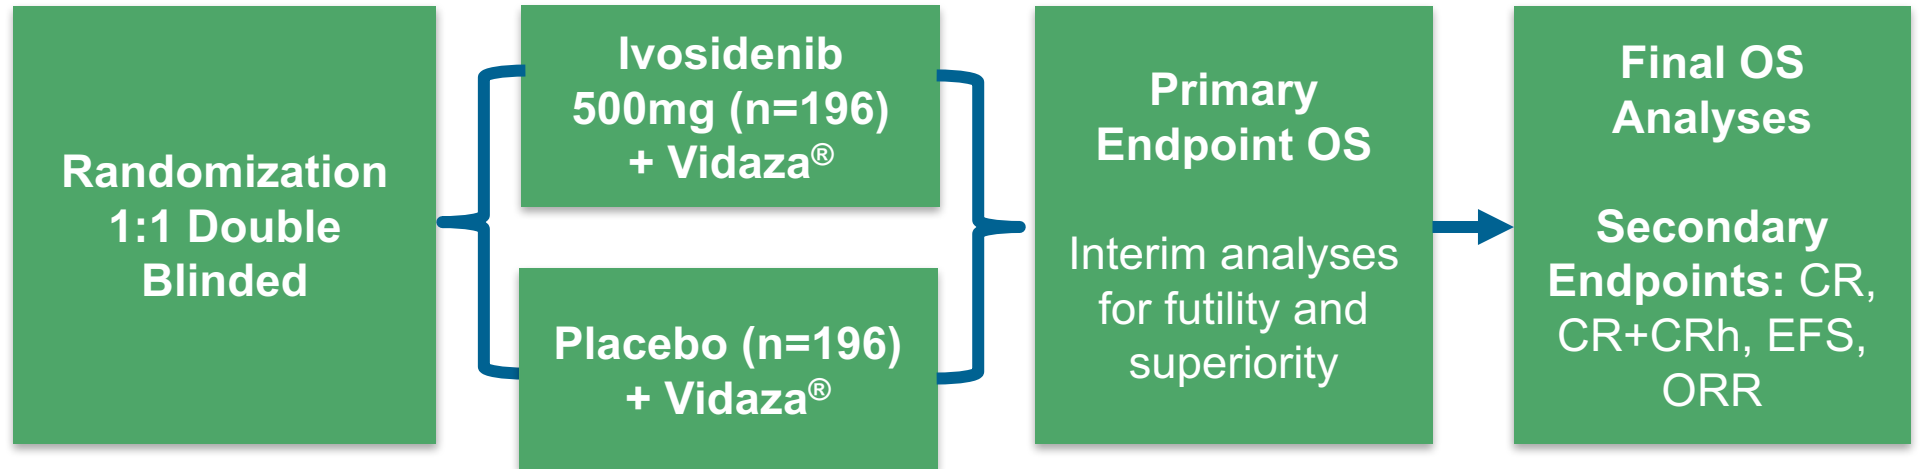 Randomization
1:1 Double
Blinded
Ivosidenib
500mg (n=196)
+ Vidaza®
Placebo (n=196)
+ Vidaza®
Primary
Endpoint OS
Interim analyses
for futility and
superiority
Final OS
Analyses
Secondary
Endpoints: CR,
CR+CRh, EFS,
ORR